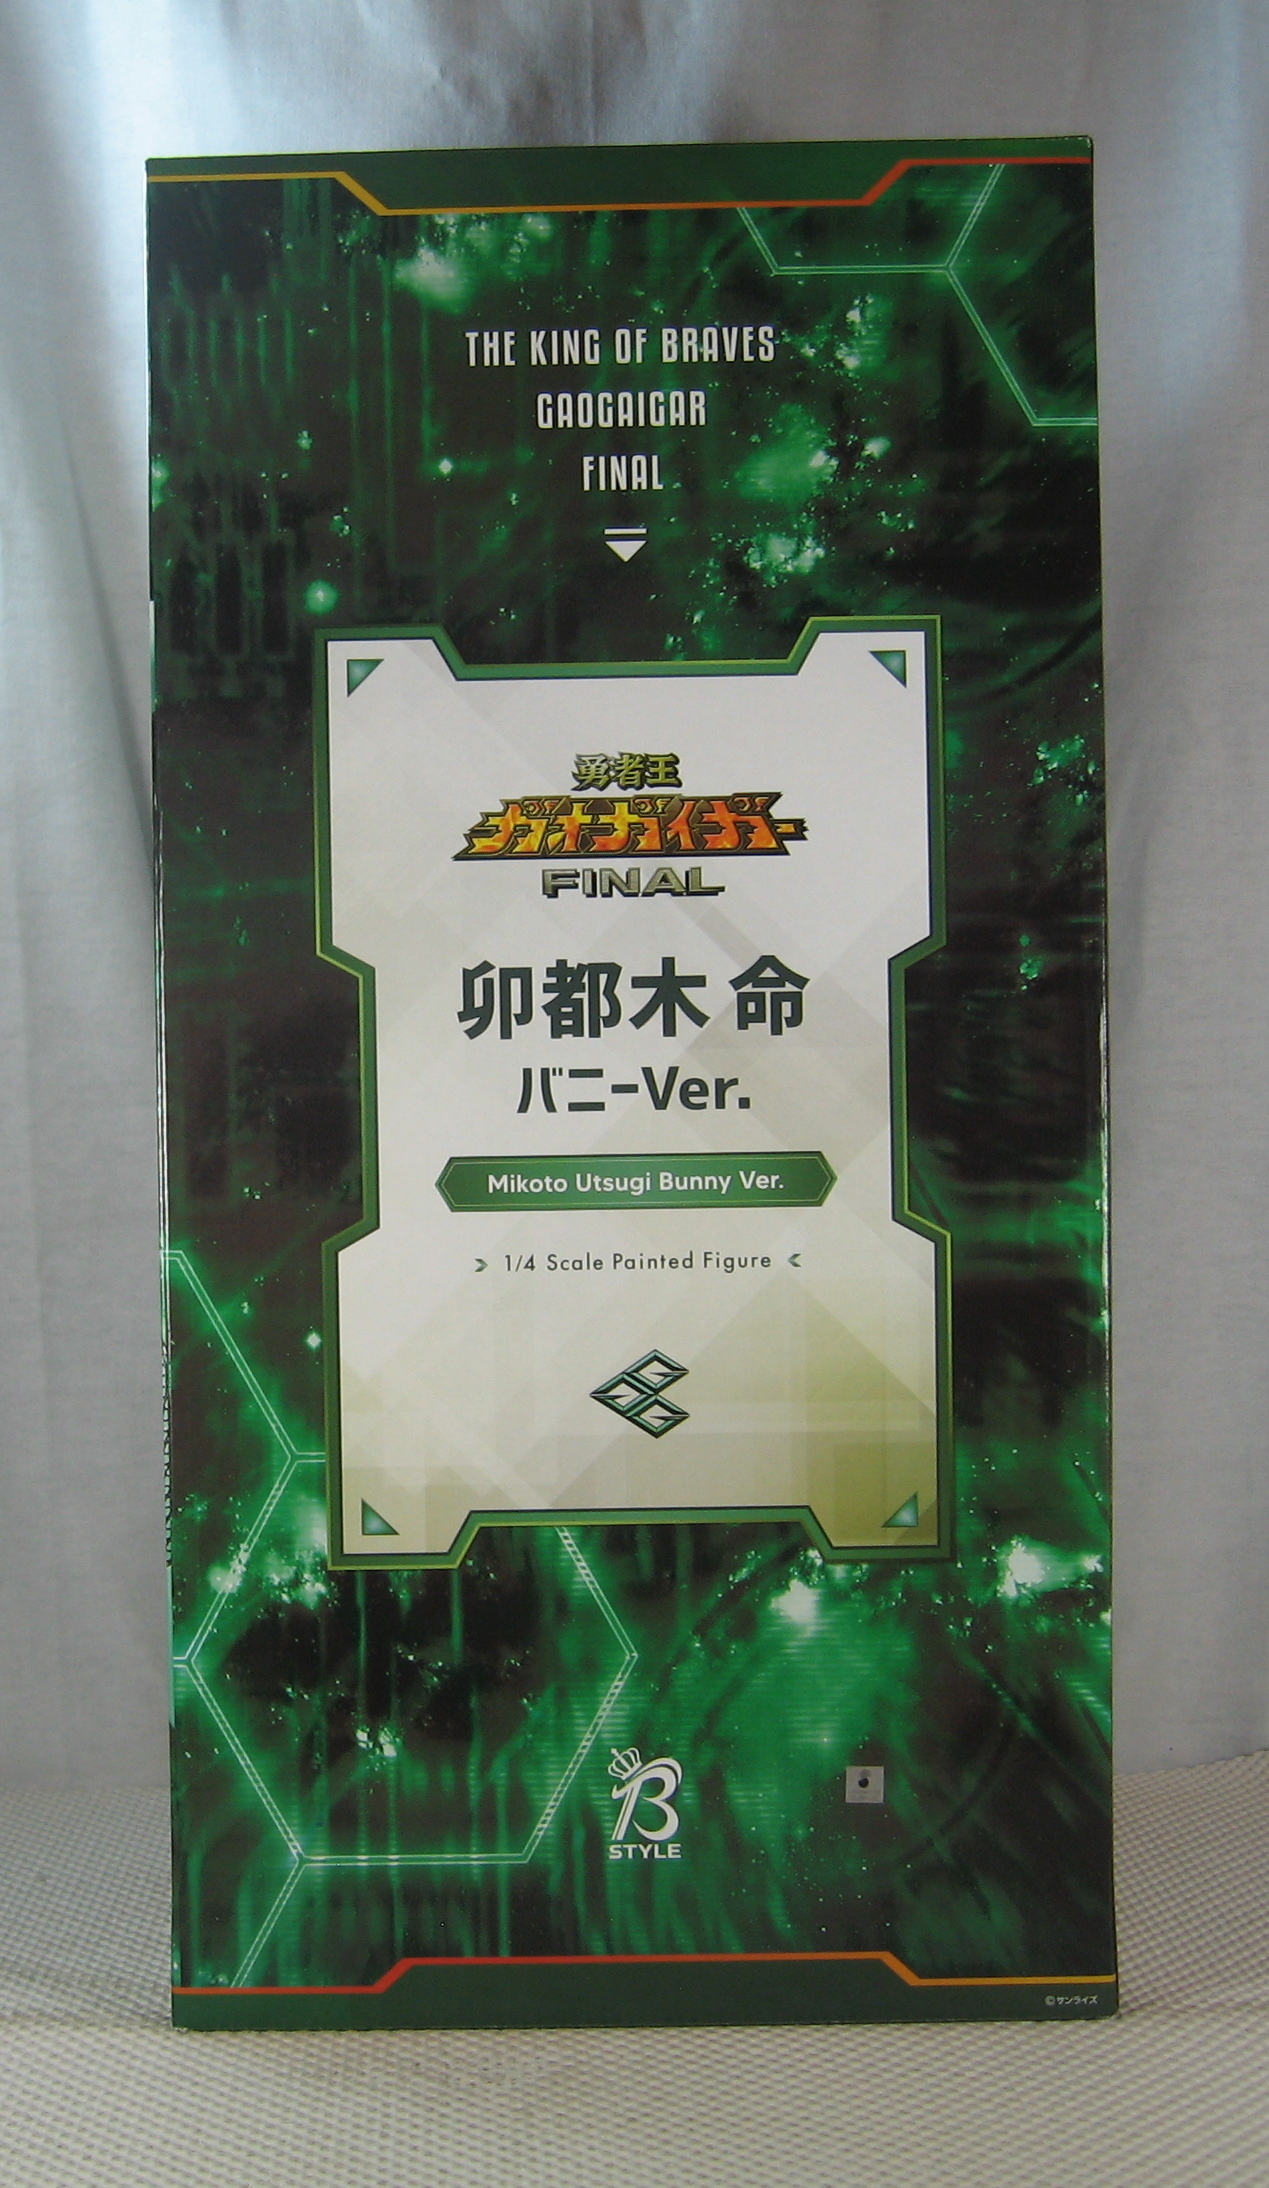 THE KING OF BRAVES
GAOGAIGAR
FINAL
勇者王
ガオガイガー
FINAL
卯都木 命
バニーVer.
Mikoto Utsugi Bunny Ver.
1/4 Scale Painted Figure
B
STYLE
©サンライズ